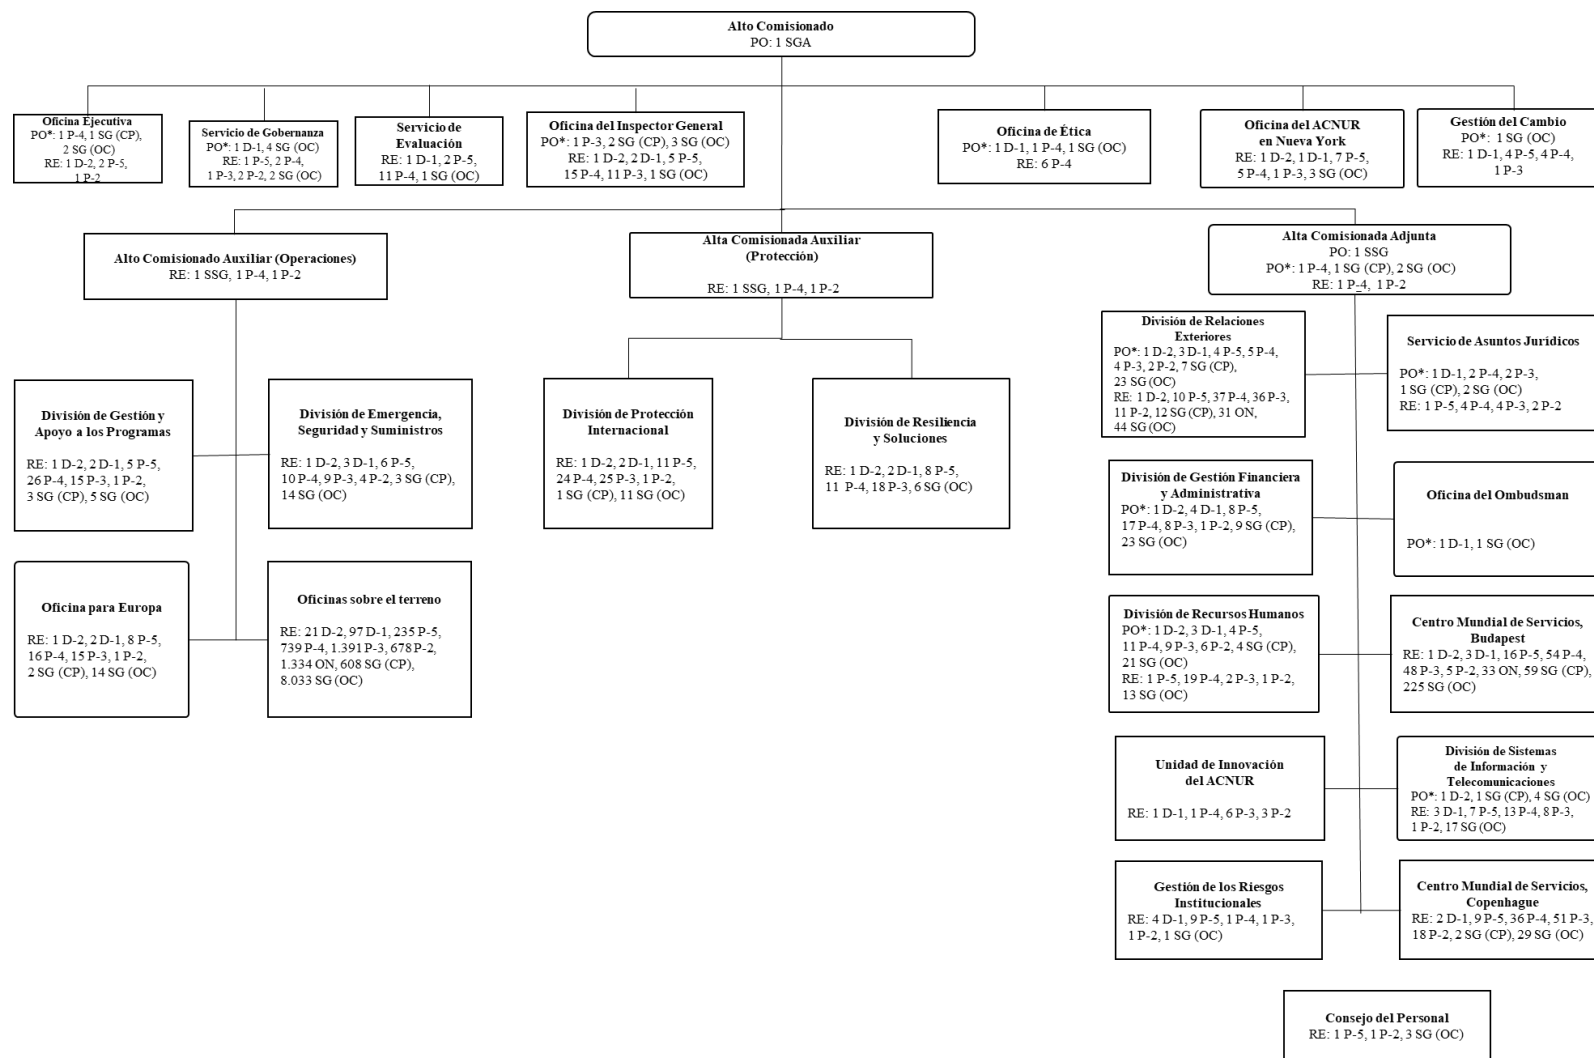 Alto Comisionado
PO: 1 SGA
Oficina Ejecutiva
PO*: 1 P-4, 1 SG (CP),
2 SG (OC)
RE: 1 D-2, 2 P-5,
1 P-2
Servicio de Gobernanza
PO*: 1 D-1, 4 SG (OC)
RE: 1 P-5, 2 P-4,
1 P-3, 2 P-2, 2 SG (OC)
Servicio de
Evaluación
RE: 1 D-1, 2 P-5,
11 P-4, 1 SG (OC)
Oficina del Inspector General
PO*: 1 P-3, 2 SG (CP), 3 SG (OC)
RE: 1 D-2, 2 D-1, 5 P-5,
15 P-4, 11 P-3, 1 SG (OC)
Oficina de Ética
PO*: 1 D-1, 1 P-4, 1 SG (OC)
RE: 6 P-4
Oficina del ACNUR
en Nueva York
RE: 1 D-2, 1 D-1, 7 P-5,
5 P-4, 1 P-3, 3 SG (OC)
Gestión del Cambio
PO*: 1 SG (OC)
RE: 1 D-1, 4 P-5, 4 P-4,
1 P-3
Alto Comisionado Auxiliar (Operaciones)
RE: 1 SSG, 1 P-4, 1 P-2
Alta Comisionada Auxiliar
(Protección)
RE: 1 SSG, 1 P-4, 1 P-2
Alta Comisionada Adjunta
PO: 1 SSG
PO*: 1 P-4, 1 SG (CP), 2 SG (OC)
RE: 1 P-4, 1 P-2
División de Gestión y
Apoyo a los Programas
RE: 1 D-2, 2 D-1, 5 P-5,
26 P-4, 15 P-3, 1 P-2,
3 SG (CP), 5 SG (OC)
División de Emergencia,
Seguridad y Suministros
RE: 1 D-2, 3 D-1, 6 P-5,
10 P-4, 9 P-3, 4 P-2, 3 SG (CP),
14 SG (OC)
Oficina para Europa
RE: 1 D-2, 2 D-1, 8 P-5,
16 P-4, 15 P-3, 1 P-2,
2 SG (CP), 14 SG (OC)
Oficinas sobre el terreno
RE: 21 D-2, 97 D-1, 235 P-5,
739 P-4, 1.391 P-3, 678 P-2,
1.334 ON, 608 SG (CP),
8.033 SG (OC)
División de Protección
Internacional
RE: 1 D-2, 2 D-1, 11 P-5,
24 P-4, 25 P-3, 1 P-2,
1 SG (CP), 11 SG (OC)
División de Resiliencia
y Soluciones
RE: 1 D-2, 2 D-1, 8 P-5,
11 P-4, 18 P-3, 6 SG (OC)
División de Relaciones
Exteriores
PO*: 1 D-2, 3 D-1, 4 P-5, 5 P-4,
4 P-3, 2 P-2, 7 SG (CP),
23 SG (OC)
RE: 1 D-2, 10 P-5, 37 P-4, 36 P-3,
11 P-2, 12 SG (CP), 31 ON,
44 SG (OC)
Servicio de Asuntos Jurídicos
PO*: 1 D-1, 2 P-4, 2 P-3,
1 SG (CP), 2 SG (OC)
RE: 1 P-5, 4 P-4, 4 P-3, 2 P-2
División de Gestión Financiera
y Administrativa
PO*: 1 D-2, 4 D-1, 8 P-5,
17 P-4, 8 P-3, 1 P-2, 9 SG (CP),
23 SG (OC)
Oficina del Ombudsman
PO*: 1 D-1, 1 SG (OC)
División de Recursos Humanos
PO*: 1 D-2, 3 D-1, 4 P-5,
11 P-4, 9 P-3, 6 P-2, 4 SG (CP),
21 SG (OC)
RE: 1 P-5, 19 P-4, 2 P-3, 1 P-2,
13 SG (OC)
Centro Mundial de Servicios,
Budapest
RE: 1 D-2, 3 D-1, 16 P-5, 54 P-4,
48 P-3, 5 P-2, 33 ON, 59 SG (CP),
225 SG (OC)
Unidad de Innovación
del ACNUR
RE: 1 D-1, 1 P-4, 6 P-3, 3 P-2
División de Sistemas
de Información y
Telecomunicaciones
PO*: 1 D-2, 1 SG (CP), 4 SG (OC)
RE: 3 D-1, 7 P-5, 13 P-4, 8 P-3,
1 P-2, 17 SG (OC)
Gestión de los Riesgos
Institucionales
RE: 4 D-1, 9 P-5, 1 P-4, 1 P-3,
1 P-2, 1 SG (OC)
Centro Mundial de Servicios,
Copenhague
RE: 2 D-1, 9 P-5, 36 P-4, 51 P-3,
18 P-2, 2 SG (CP), 29 SG (OC)
Consejo del Personal
RE: 1 P-5, 1 P-2, 3 SG (OC)